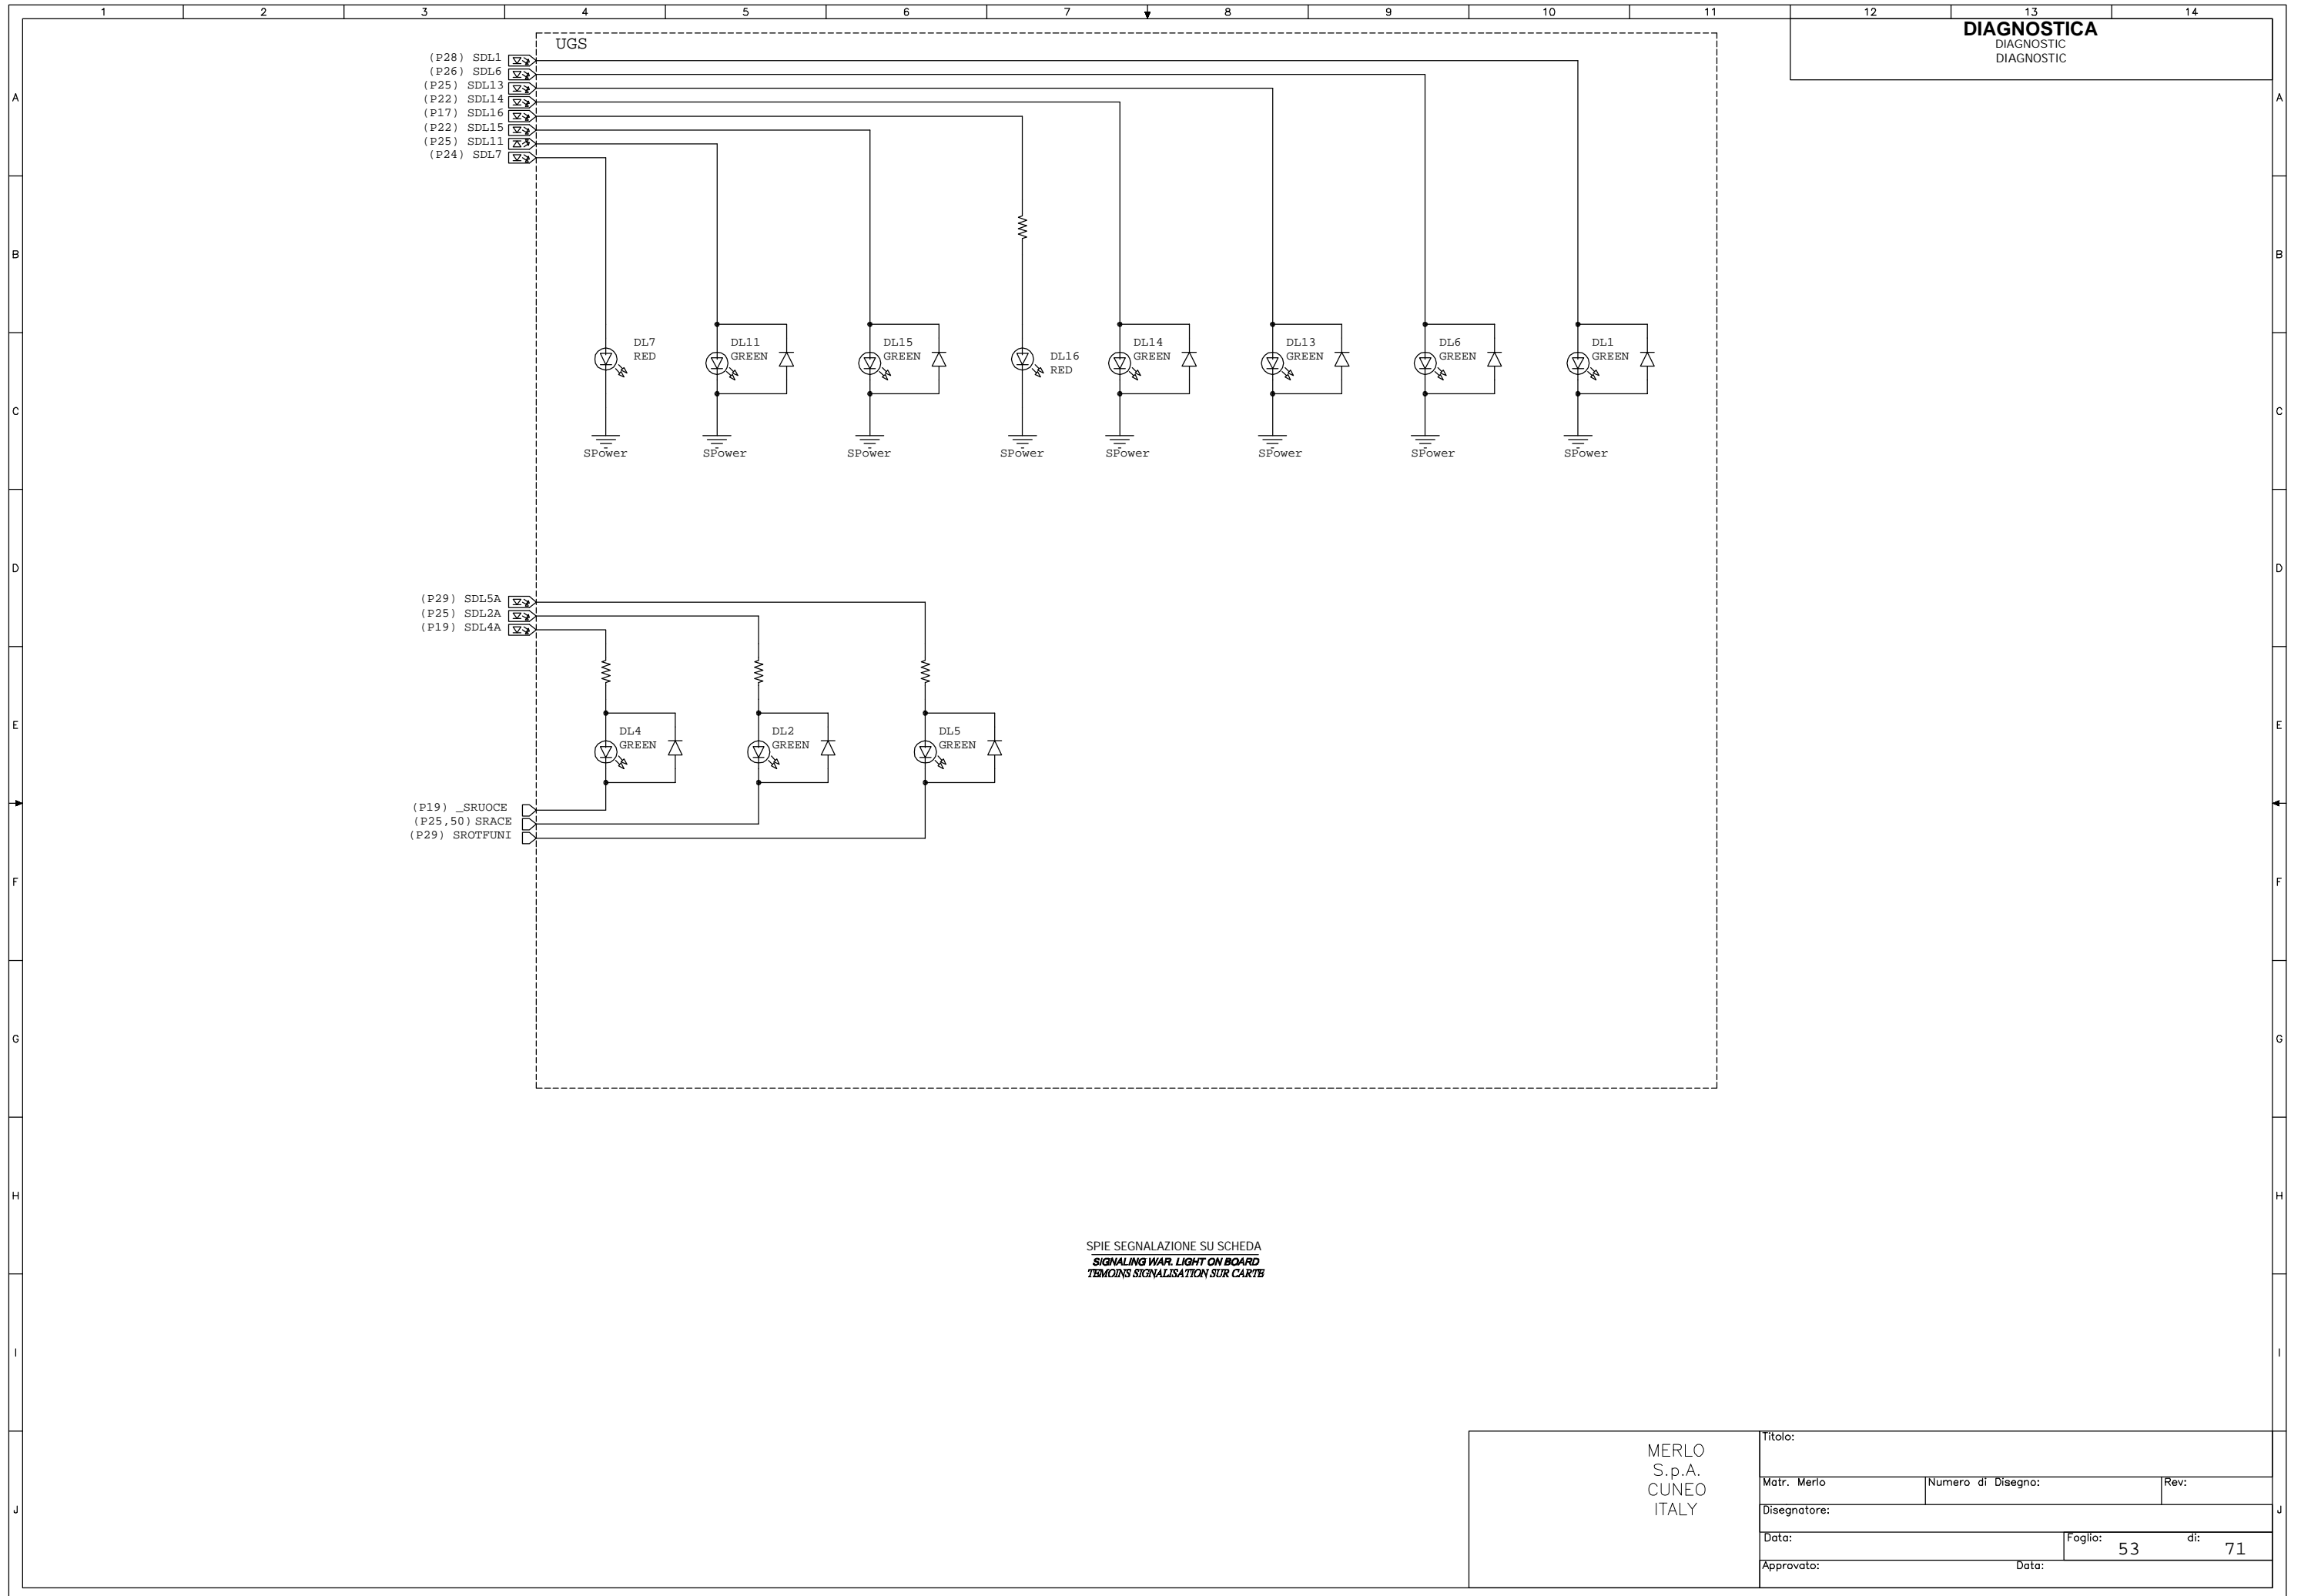 1 2 3 4 5 6 7 8 9 10 11 12 13 14
DIAGNOSTICA
DIAGNOSTIC
DIAGNOSTIC
UGS
(P28) SDL1
(P26) SDL6
(P25) SDL13
(P22) SDL14
(P17) SDL16
(P22) SDL15
(P25) SDL11
(P24) SDL7
A A
B B
DL7 RED
DL11 GREEN
DL15 GREEN
DL16 RED
DL14 GREEN
DL13 GREEN
DL6 GREEN
DL1 GREEN
C C
SPower SPower SPower SPower SPower SPower SPower SPower
D D
(P29) SDL5A
(P25) SDL2A
(P19) SDL4A
DL4 GREEN
DL2 GREEN
DL5 GREEN
E E
(P19) _SRUOCE
(P25,50) SRACE
(P29) SROTFUNI
F F
G G
H H
SPIE SEGNALAZIONE SU SCHEDA
SIGNALING WAR. LIGHT ON BOARD
TEMOINS SIGNALISATION SUR CARTE
I I
J J
MERLO
S.p.A.
CUNEO
ITALY
Titolo:
Matr. Merlo Numero di Disegno: Rev:
Disegnatore:
Data: Foglio: 53 di: 71
Approvato: Data: